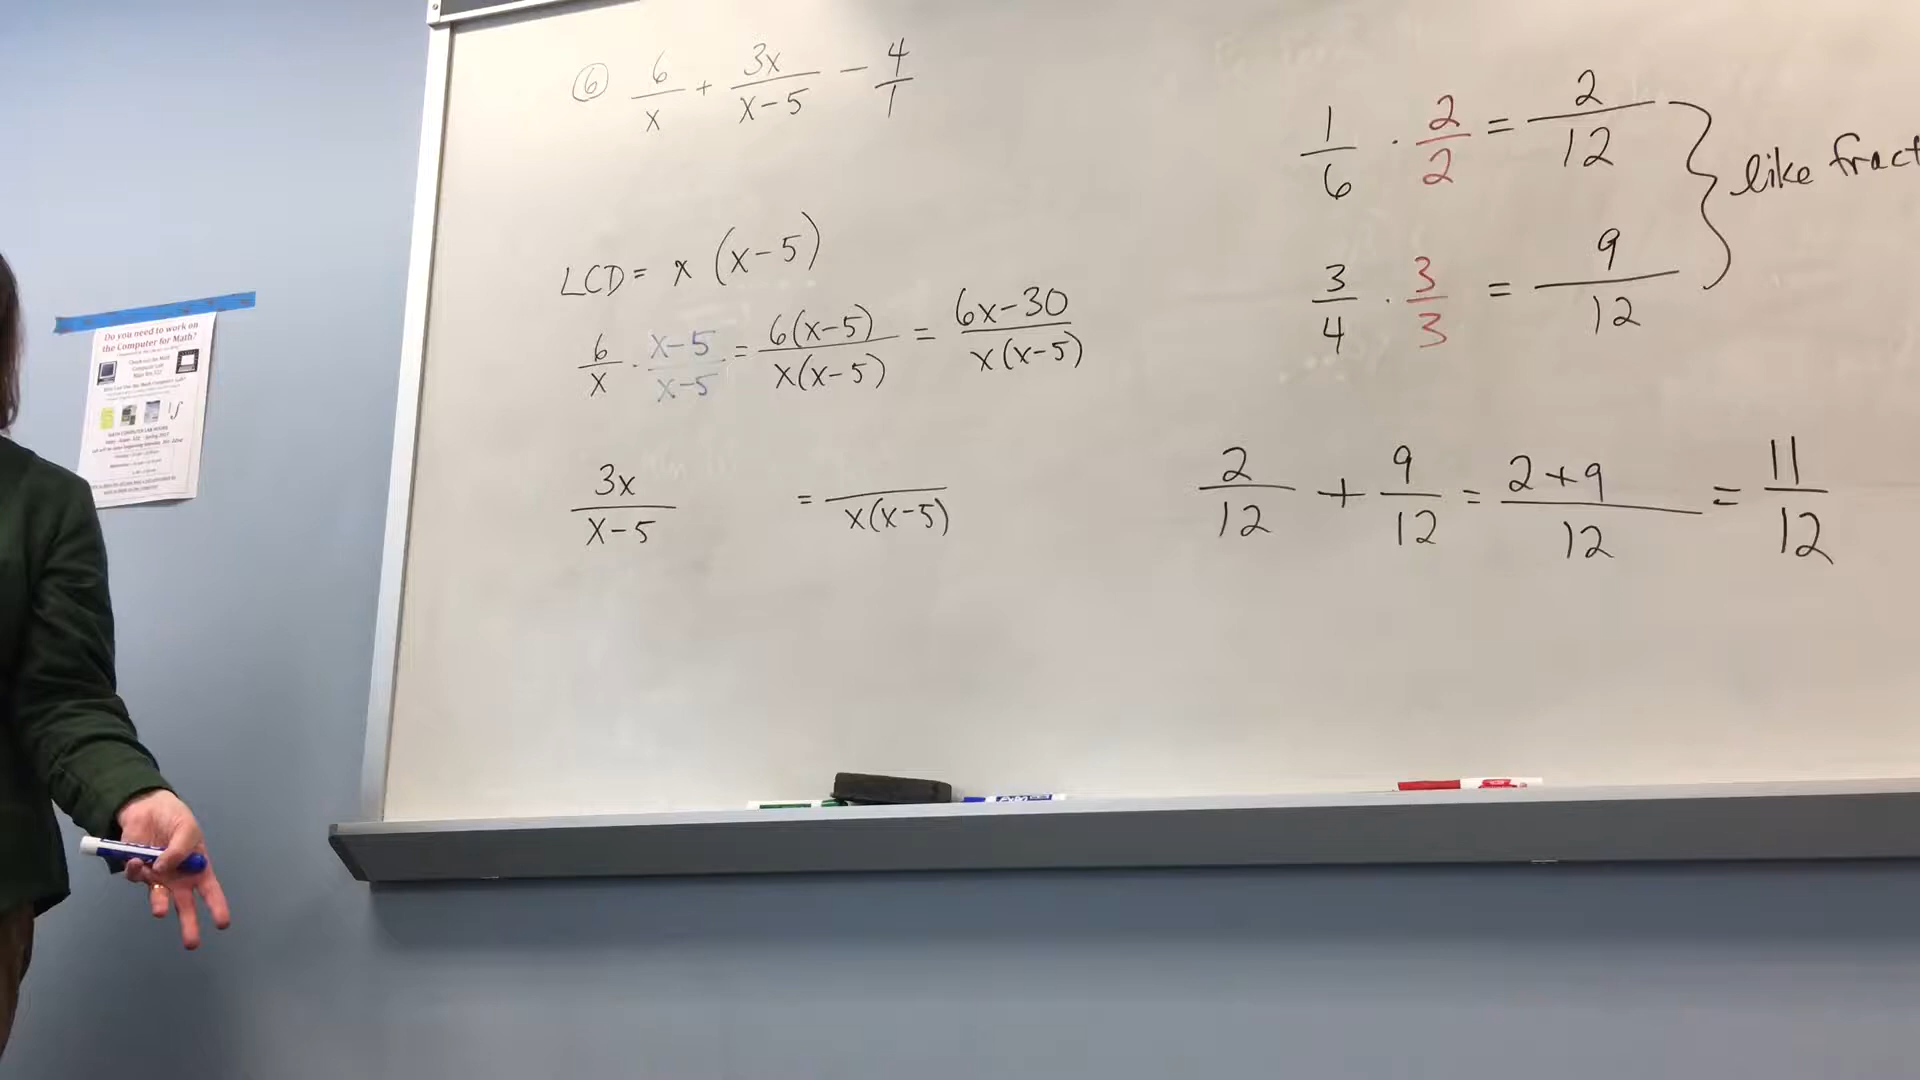 ⑥ 6/x + 3x/(x-5) - 4/1
LCD = x (x-5)
6/x · (x-5)/(x-5) = 6(x-5)/x(x-5) = (6x-30)/x(x-5)
3x/(x-5) = /x(x-5)
1/6 · 2/2 = 2/12
like fract
3/4 · 3/3 = 9/12
2/12 + 9/12 = (2+9)/12 = 11/12
Do you need to work on
the Computer for Math?